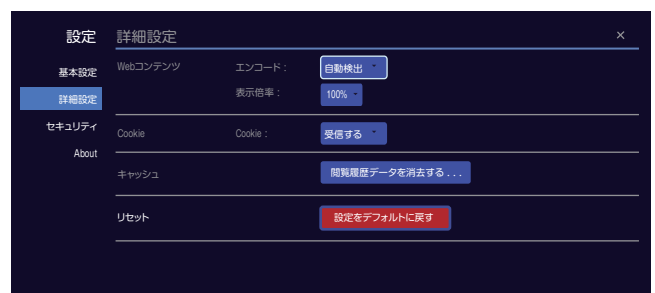 設定
詳細設定
×
基本設定
詳細設定
セキュリティ
About
Webコンテンツ
エンコード：
自動検出
表示倍率：
100%
Cookie
Cookie：
受信する
キャッシュ
閲覧履歴データを消去する...
リセット
設定をデフォルトに戻す